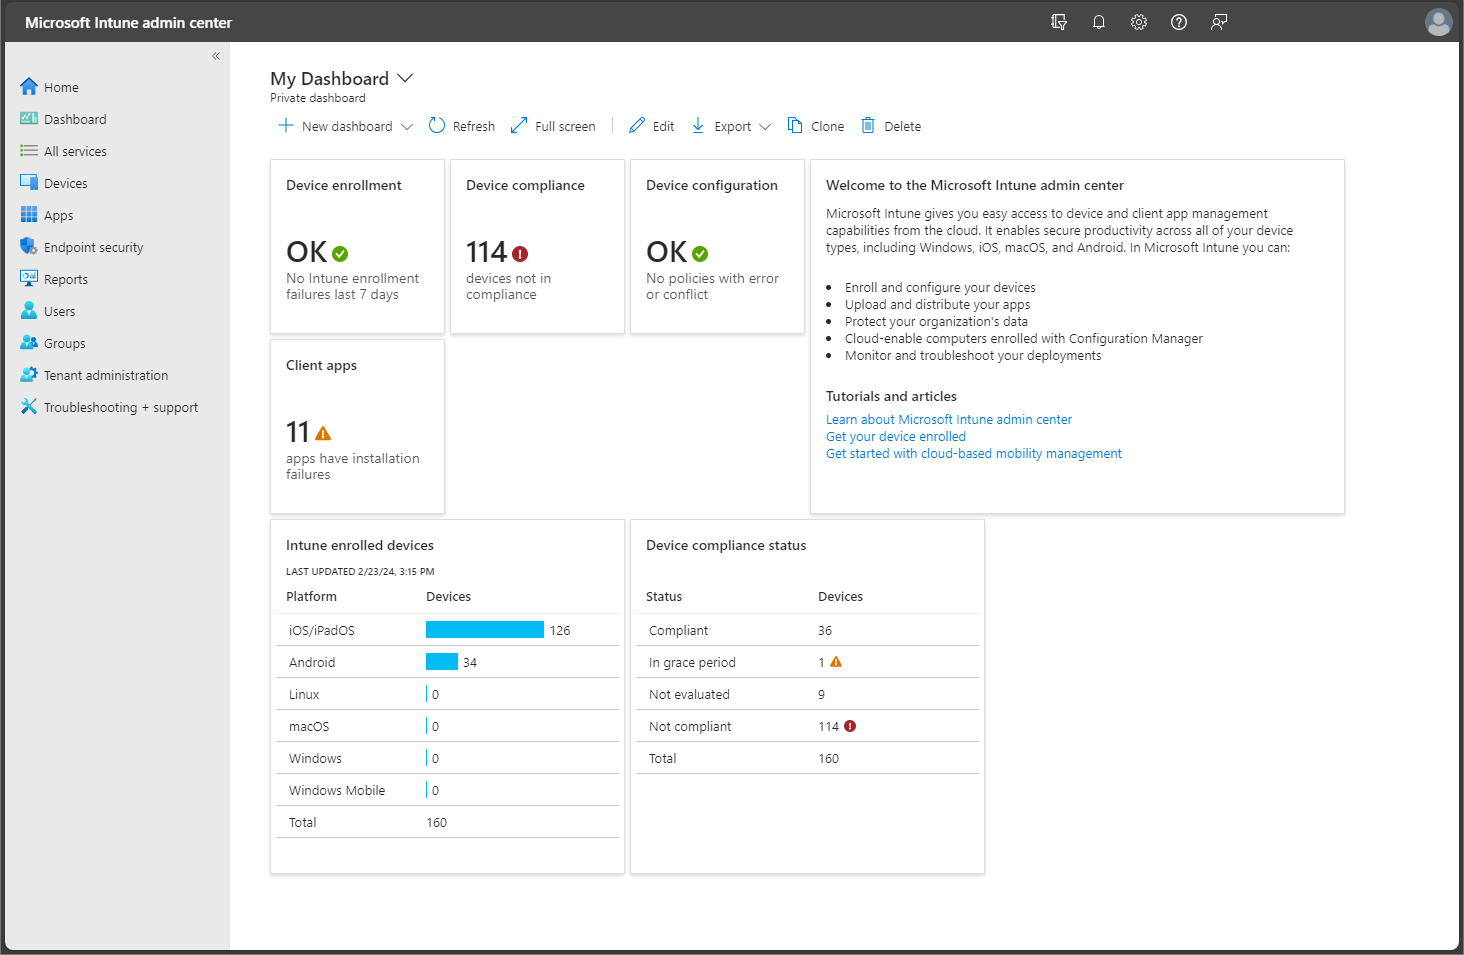 Microsoft Intune admin center
Home
Dashboard
All services
Devices
Apps
Endpoint security
Reports
Users
Groups
Tenant administration
Troubleshooting + support
My Dashboard
Private dashboard
New dashboard
Refresh
Full screen
Edit
Export
Clone
Delete
Device enrollment
OK
No Intune enrollment
failures last 7 days
Device compliance
114
devices not in
compliance
Device configuration
OK
No policies with error
or conflict
Welcome to the Microsoft Intune admin center
Microsoft Intune gives you easy access to device and client app management
capabilities from the cloud. It enables secure productivity across all of your device
types, including Windows, iOS, macOS, and Android. In Microsoft Intune you can:
• Enroll and configure your devices
• Upload and distribute your apps
• Protect your organization's data
• Cloud-enable computers enrolled with Configuration Manager
• Monitor and troubleshoot your deployments
Tutorials and articles
Learn about Microsoft Intune admin center
Get your device enrolled
Get started with cloud-based mobility management
Client apps
11
apps have installation
failures
Intune enrolled devices
LAST UPDATED 2/23/24, 3:15 PM
Platform Devices
iOS/iPadOS 126
Android 34
Linux 0
macOS 0
Windows 0
Windows Mobile 0
Total 160
Device compliance status
Status Devices
Compliant 36
In grace period 1
Not evaluated 9
Not compliant 114
Total 160